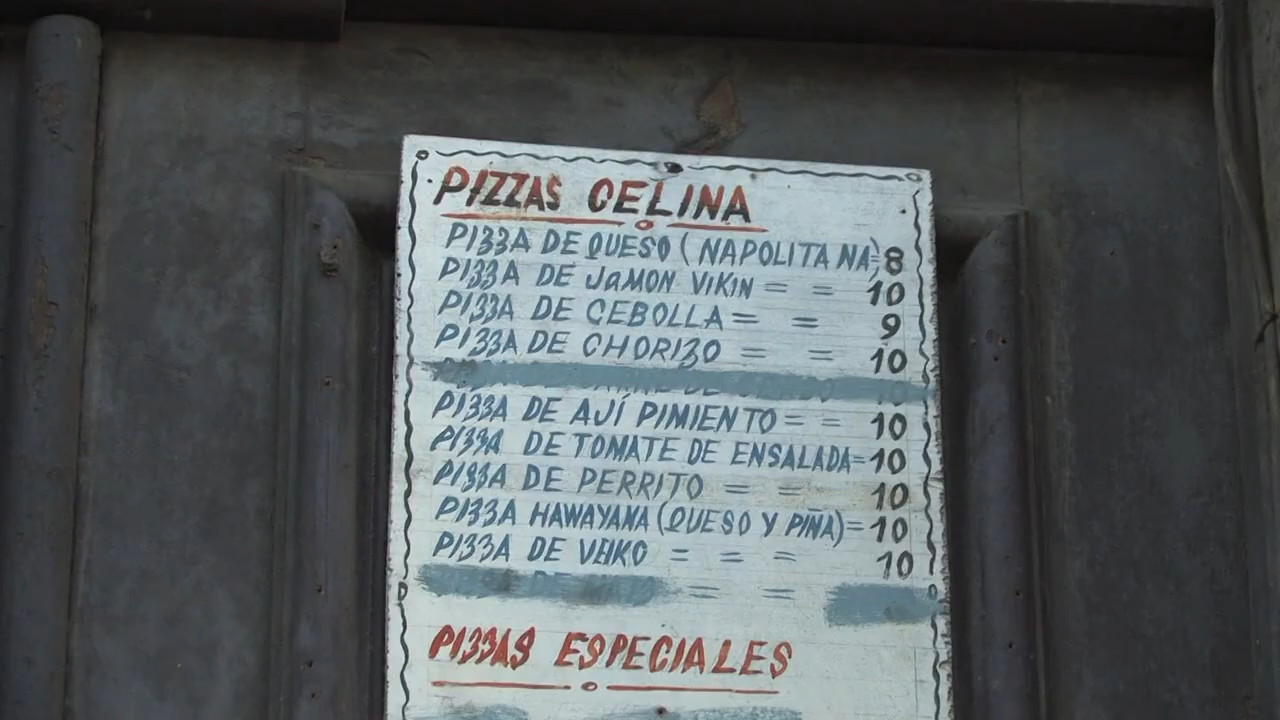 PIZZAS CELINA
PIZZA DE QUESO (NAPOLITANA)= 8
PIZZA DE JAMON VIKIN = = 10
PIZZA DE CEBOLLA = = 9
PIZZA DE CHORIZO = = 10
PIZZA DE AJÍ PIMIENTO = = 10
PIZZA DE TOMATE DE ENSALADA = 10
PIZZA DE PERRITO = = 10
PIZZA HAWAYANA (QUESO Y PIÑA) = 10
PIZZA DE = = = 10
= =
PIZZAS ESPECIALES